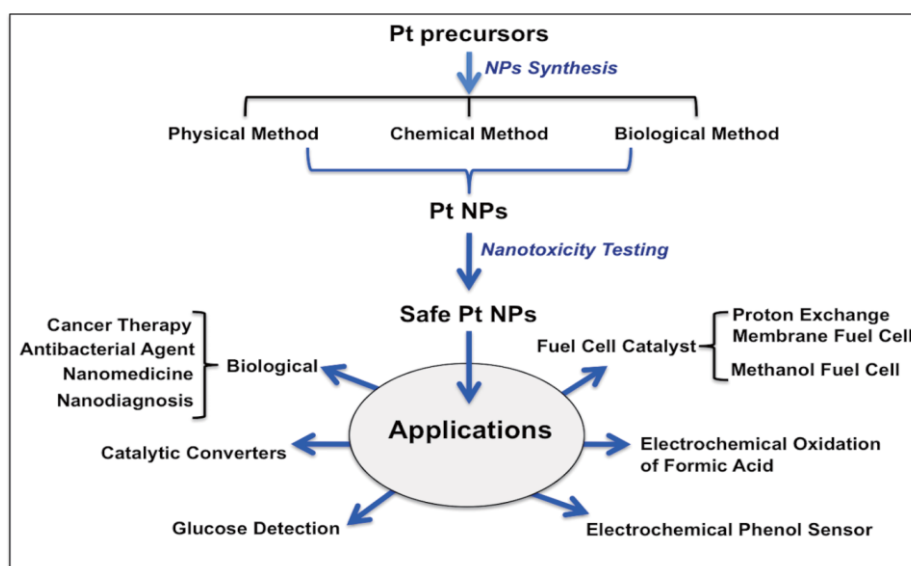 Pt precursors
NPs Synthesis
Physical Method
Chemical Method
Biological Method
Pt NPs
Nanotoxicity Testing
Safe Pt NPs
Cancer Therapy
Antibacterial Agent
Nanomedicine
Nanodiagnosis
Biological
Fuel Cell Catalyst
Proton Exchange
Membrane Fuel Cell
Methanol Fuel Cell
Applications
Catalytic Converters
Electrochemical Oxidation
of Formic Acid
Glucose Detection
Electrochemical Phenol Sensor